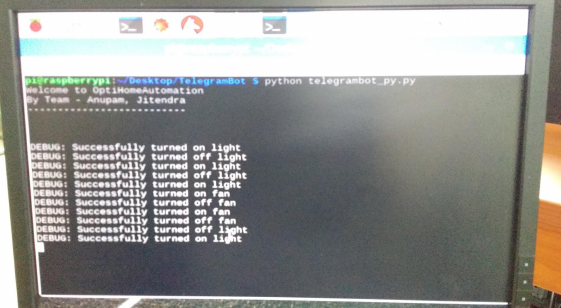 pi@raspberrypi:~/Desktop/TelegramBot $ python telegrambot_py.py
Welcome to OptiHomeAutomation
By Team - Anupam, Jitendra
---------------------------
DEBUG: Successfully turned on light
DEBUG: Successfully turned off light
DEBUG: Successfully turned on light
DEBUG: Successfully turned off light
DEBUG: Successfully turned on light
DEBUG: Successfully turned on fan
DEBUG: Successfully turned off fan
DEBUG: Successfully turned on fan
DEBUG: Successfully turned off fan
DEBUG: Successfully turned off light
DEBUG: Successfully turned on light